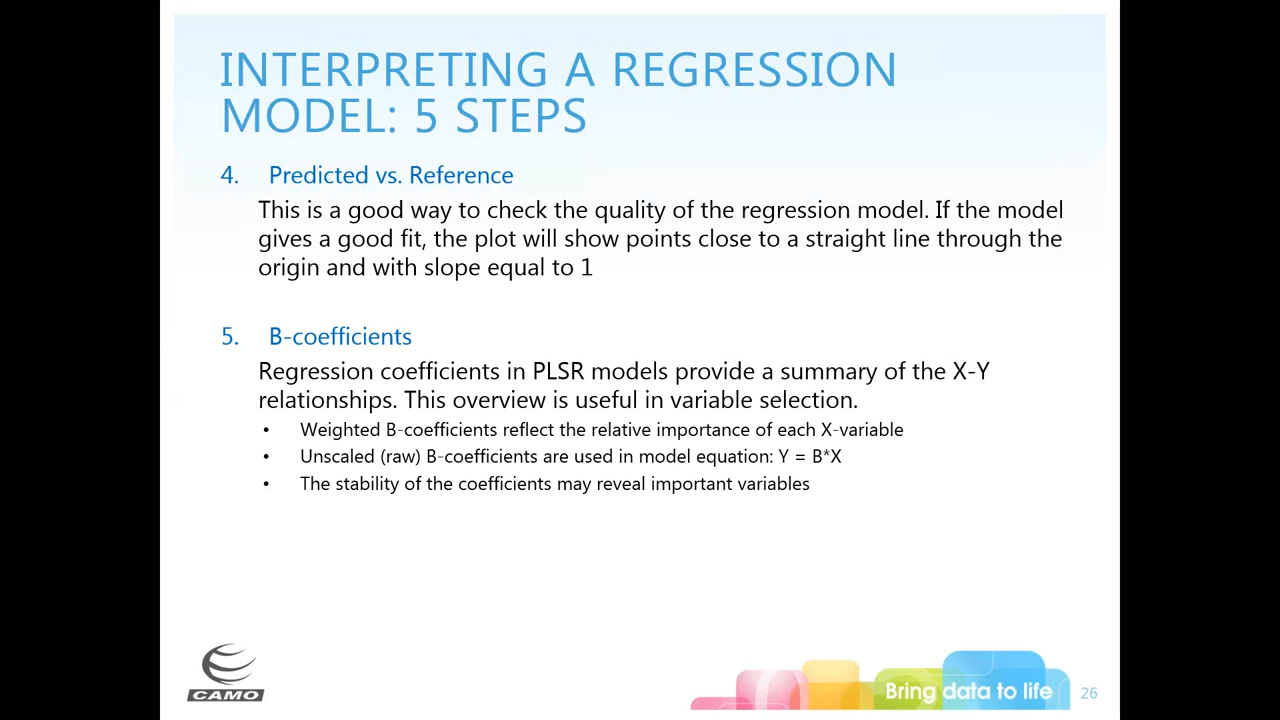 INTERPRETING A REGRESSION
MODEL: 5 STEPS
4. Predicted vs. Reference
This is a good way to check the quality of the regression model. If the model
gives a good fit, the plot will show points close to a straight line through the
origin and with slope equal to 1
5. B-coefficients
Regression coefficients in PLSR models provide a summary of the X-Y
relationships. This overview is useful in variable selection.
• Weighted B-coefficients reflect the relative importance of each X-variable
• Unscaled (raw) B-coefficients are used in model equation: Y = B*X
• The stability of the coefficients may reveal important variables
CAMO
Bring data to life
26